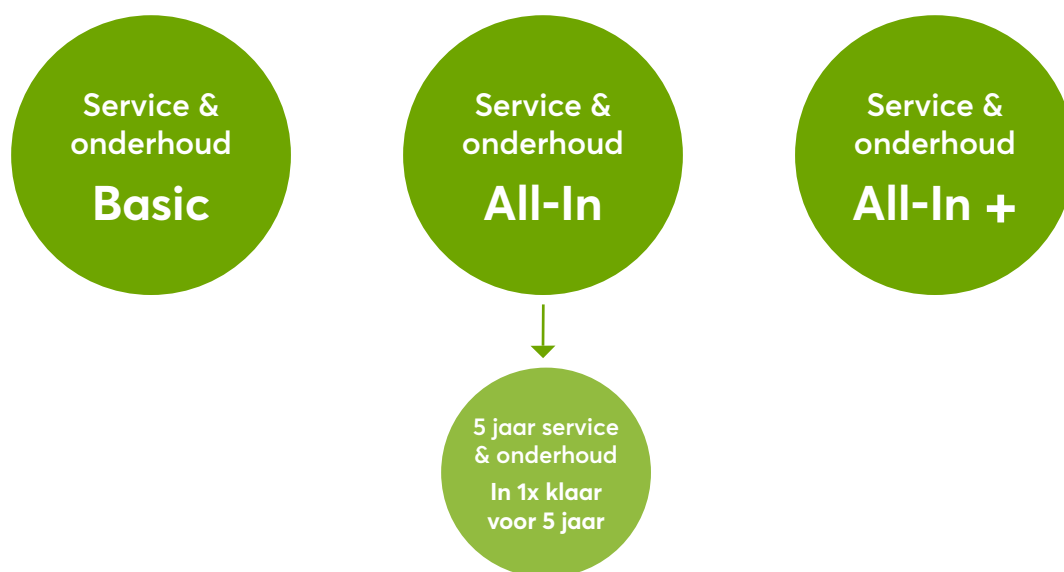 Service &
onderhoud
Basic
Service &
onderhoud
All-In
Service &
onderhoud
All-In +
5 jaar service
& onderhoud
In 1x klaar
voor 5 jaar